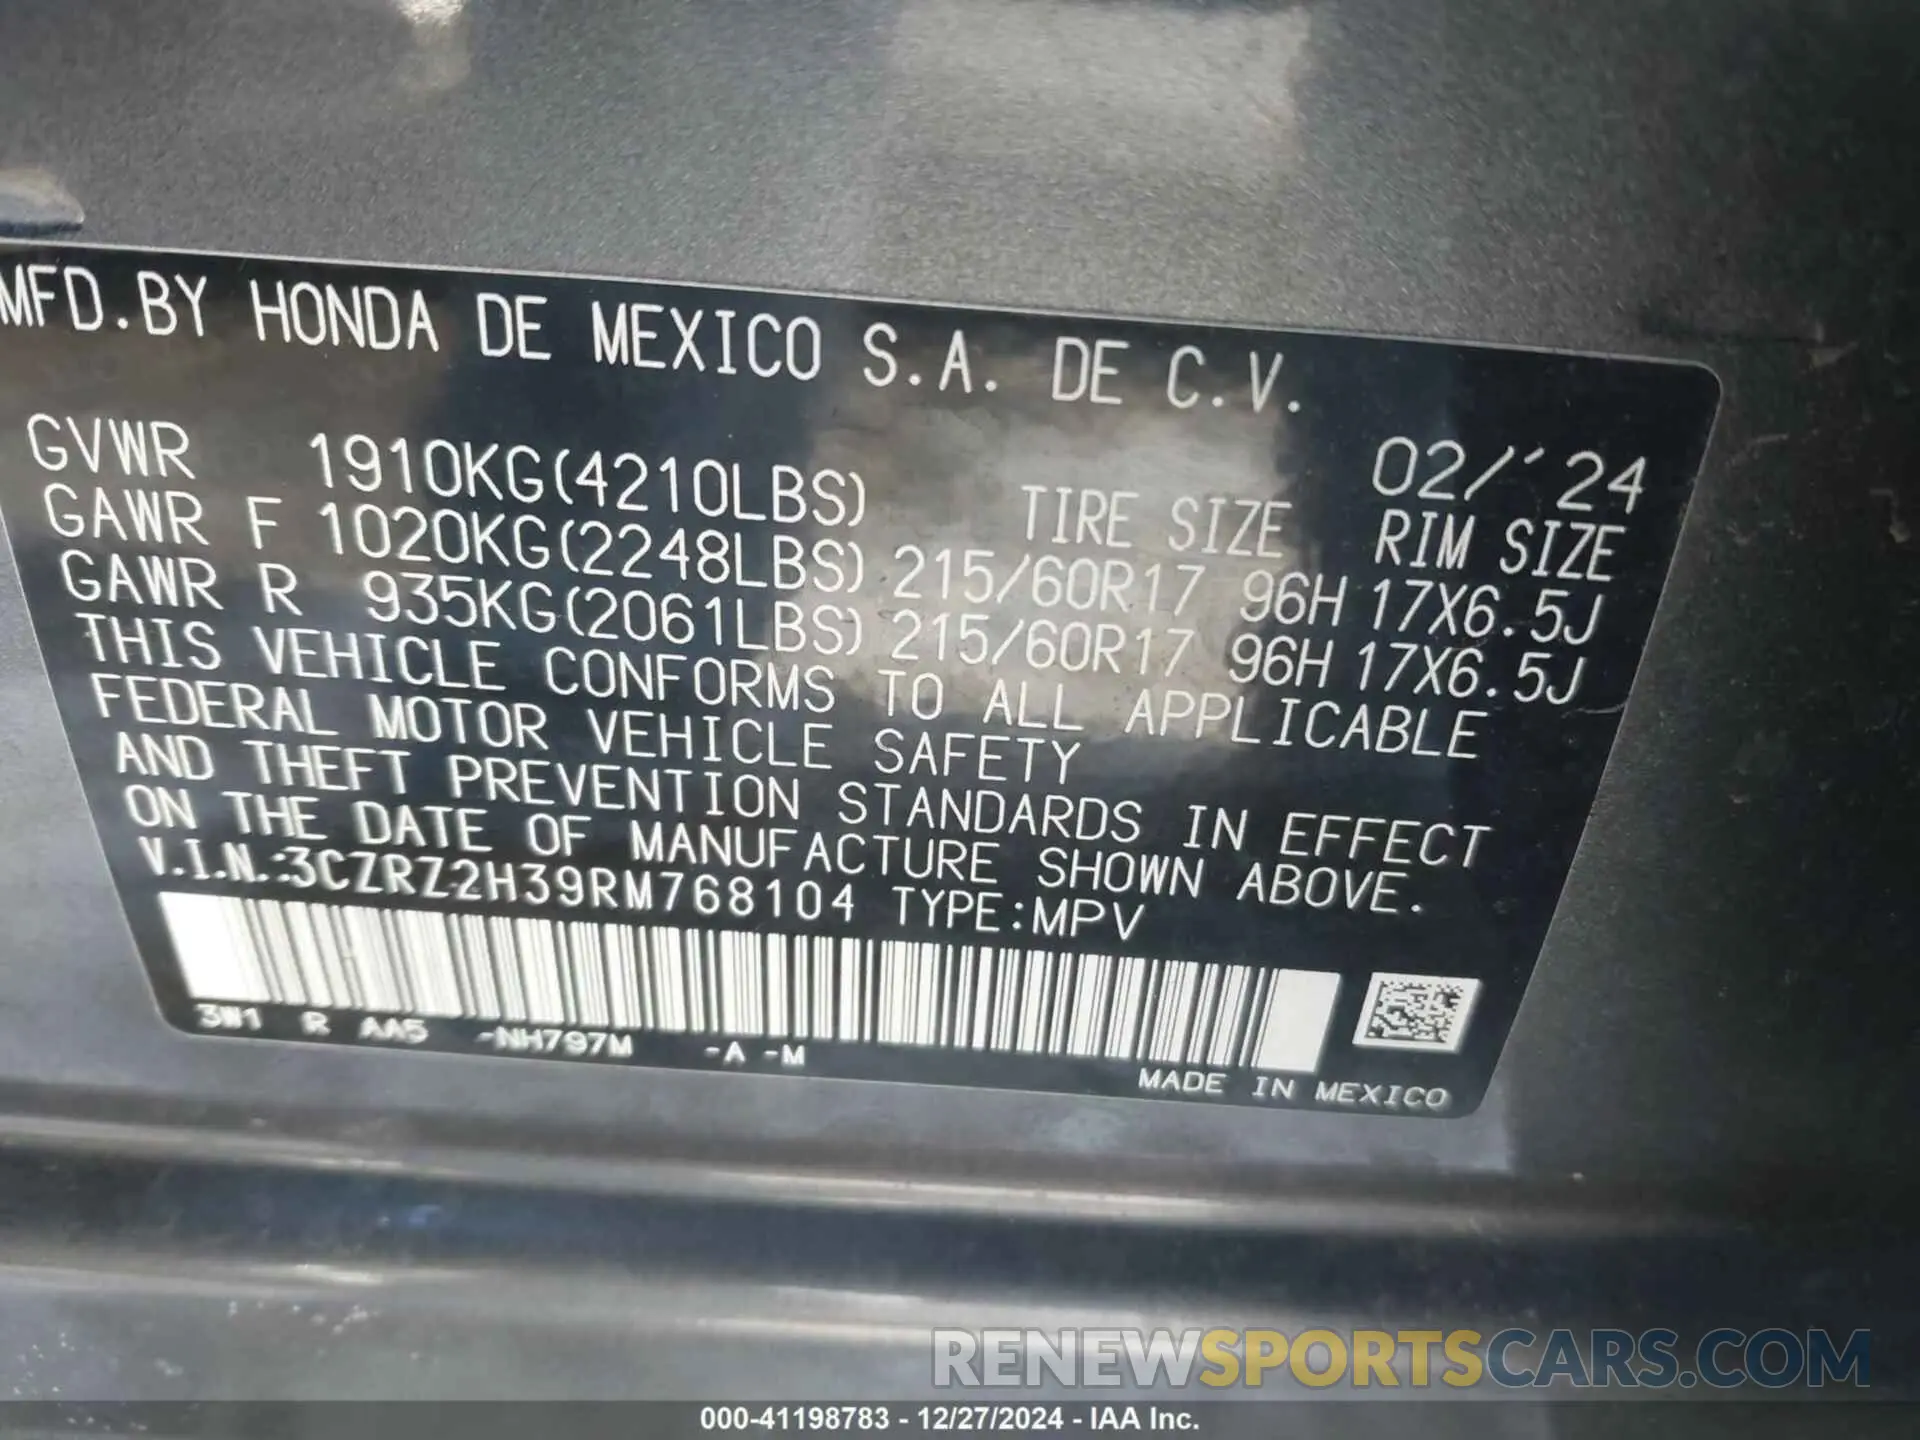 MFD.BY HONDA DE MEXICO S.A. DE C.V.
02/'24
GVWR 1910KG(4210LBS) TIRE SIZE RIM SIZE
GAWR F 1020KG(2248LBS) 215/60R17 96H 17X6.5J
GAWR R 935KG(2061LBS) 215/60R17 96H 17X6.5J
THIS VEHICLE CONFORMS TO ALL APPLICABLE
FEDERAL MOTOR VEHICLE SAFETY
AND THEFT PREVENTION STANDARDS IN EFFECT
ON THE DATE OF MANUFACTURE SHOWN ABOVE.
V.I.N.:3CZRZ2H39RM768104 TYPE:MPV
3W1 R AA5 -NH797M -A -M
MADE IN MEXICO
RENEWSPORTSCARS.COM
000-41198783 - 12/27/2024 - IAA Inc.